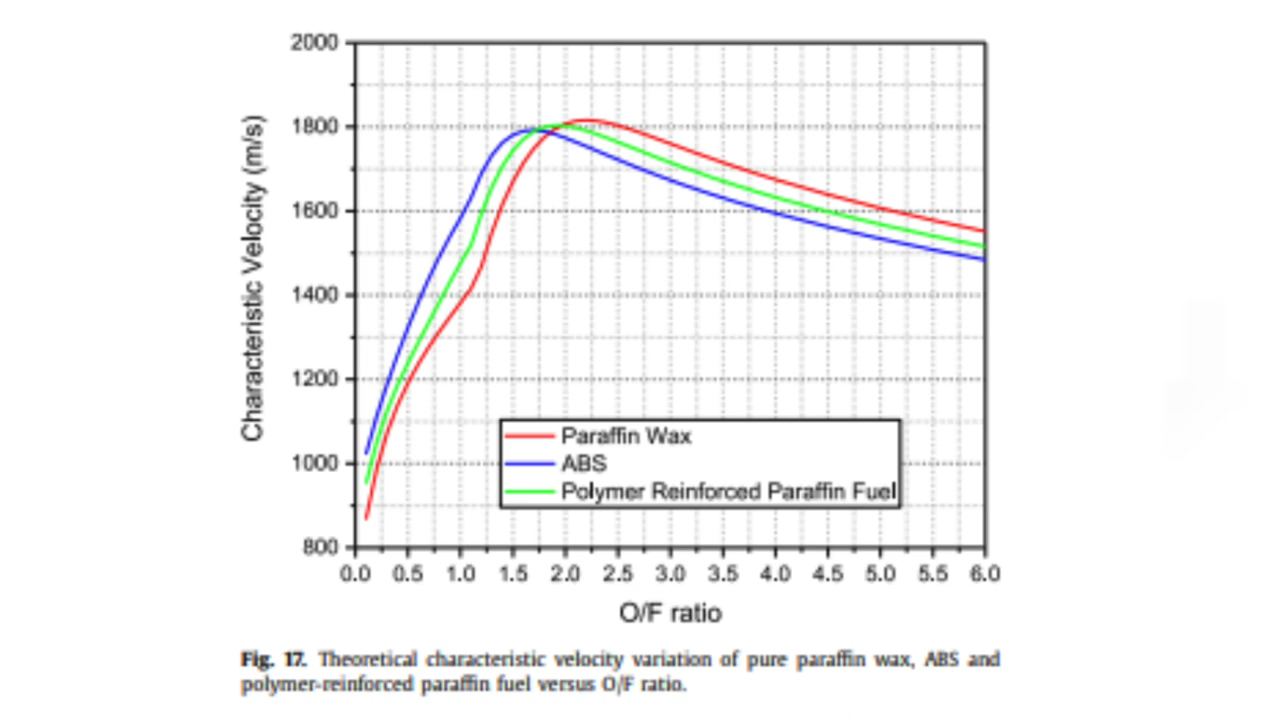 2000
1800
1600
1400
1200
1000
800
Characteristic Velocity (m/s)
Paraffin Wax
ABS
Polymer Reinforced Paraffin Fuel
0.0 0.5 1.0 1.5 2.0 2.5 3.0 3.5 4.0 4.5 5.0 5.5 6.0
O/F ratio
Fig. 17. Theoretical characteristic velocity variation of pure paraffin wax, ABS and
polymer-reinforced paraffin fuel versus O/F ratio.